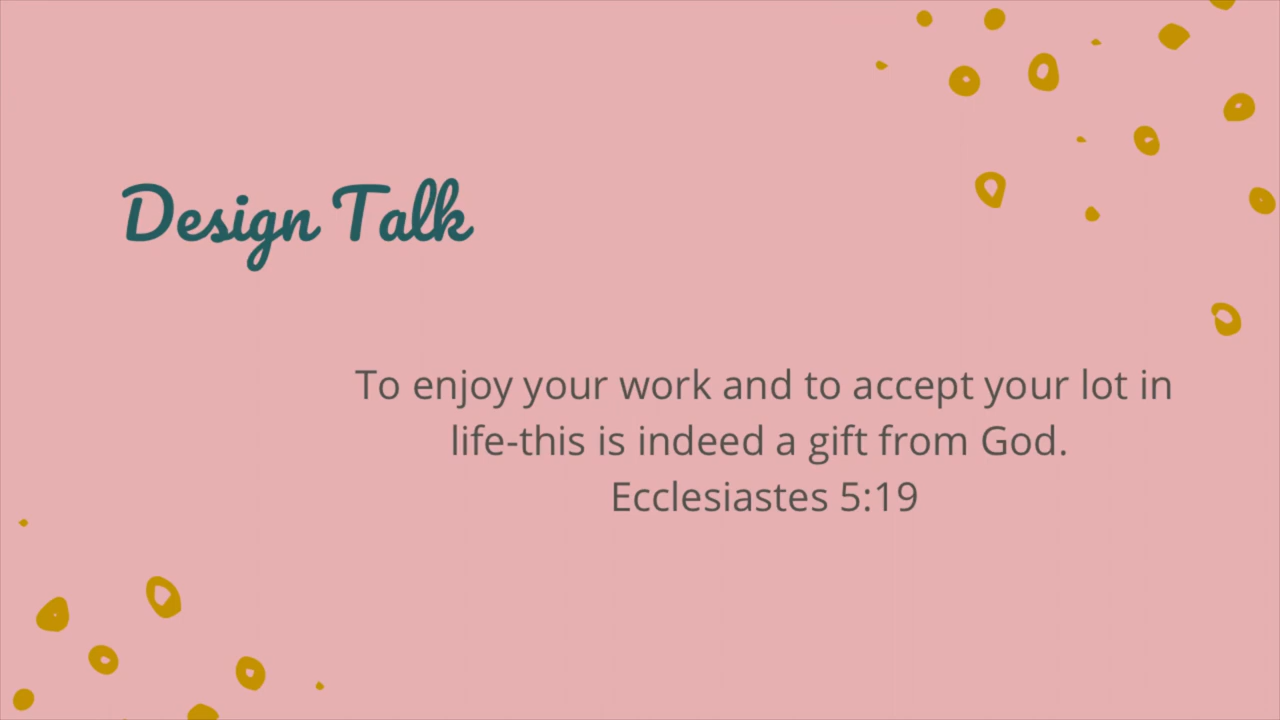 Design Talk
To enjoy your work and to accept your lot in
life-this is indeed a gift from God.
Ecclesiastes 5:19